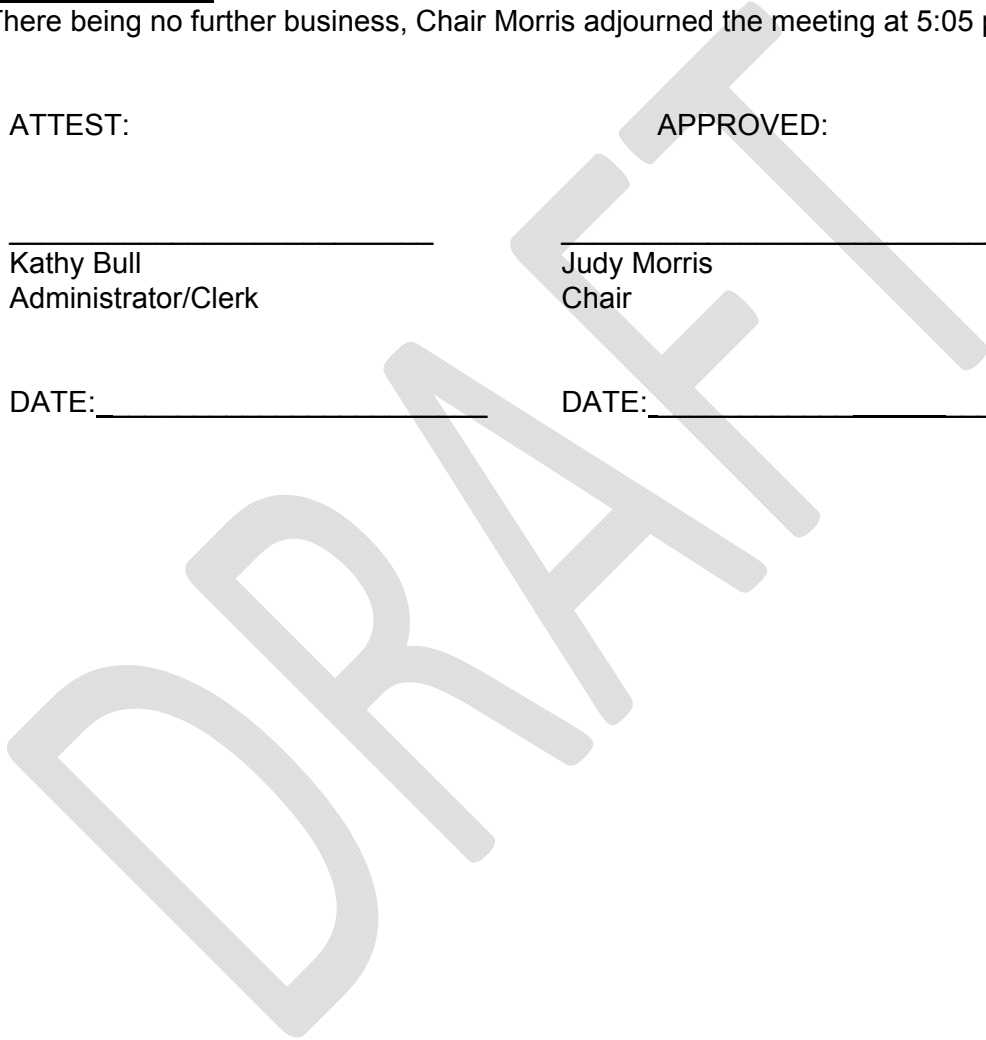 There being no further business, Chair Morris adjourned the meeting at 5:05 p
ATTEST: APPROVED:
Kathy Bull Judy Morris
Administrator/Clerk Chair
DATE: DATE:
DRAFT